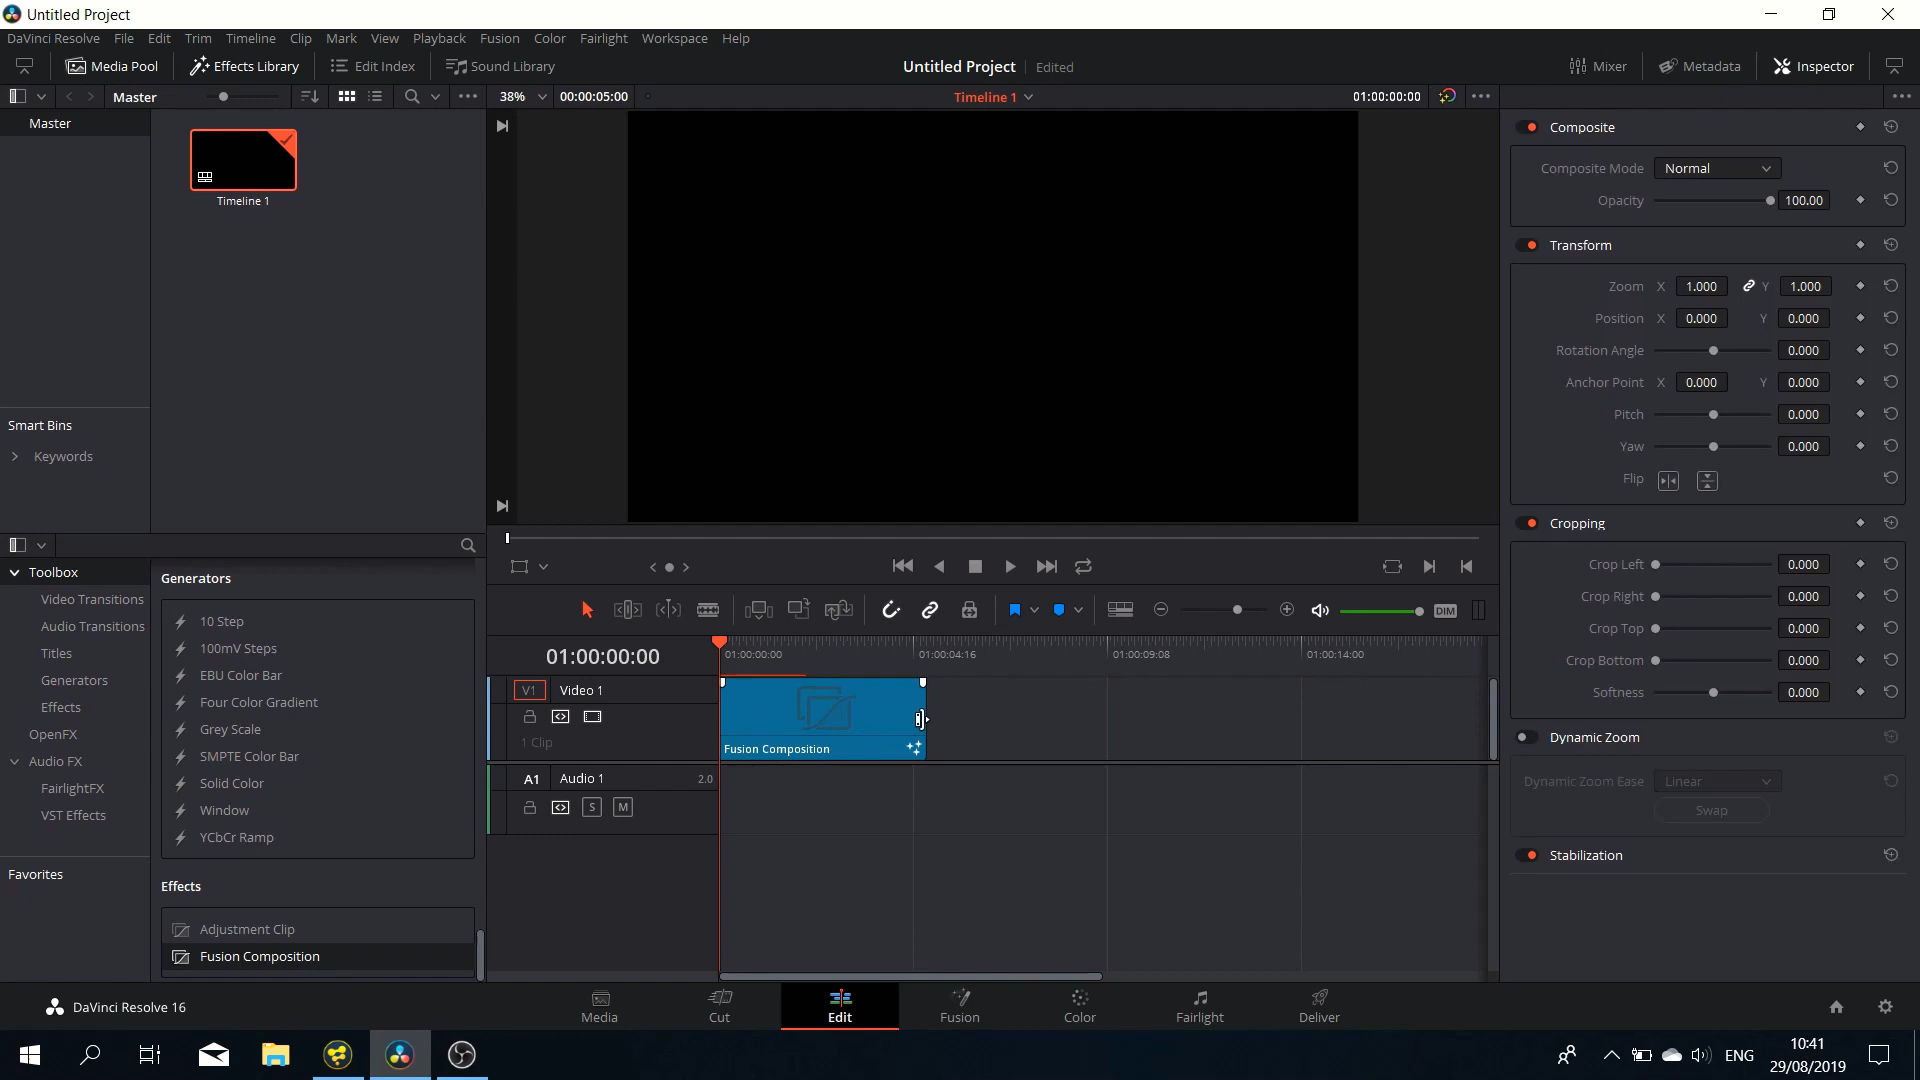 Untitled Project
DaVinci Resolve File Edit Trim Timeline Clip Mark View Playback Fusion Color Fairlight Workspace Help
Media Pool Effects Library Edit Index Sound Library Untitled Project Edited Mixer Metadata Inspector
Master 38% 00:00:05:00 Timeline 1 01:00:00:00
Master
Timeline 1
Smart Bins
Keywords
Composite
Composite Mode Normal
Opacity 100.00
Transform
Zoom X 1.000 Y 1.000
Position X 0.000 Y 0.000
Rotation Angle 0.000
Anchor Point X 0.000 Y 0.000
Pitch 0.000
Yaw 0.000
Flip
Cropping
Crop Left 0.000
Crop Right 0.000
Crop Top 0.000
Crop Bottom 0.000
Softness 0.000
Dynamic Zoom
Dynamic Zoom Ease Linear
Swap
Stabilization
Toolbox
Video Transitions
Audio Transitions
Titles
Generators
Effects
OpenFX
Audio FX
FairlightFX
VST Effects
Favorites
Generators
10 Step
100mV Steps
EBU Color Bar
Four Color Gradient
Grey Scale
SMPTE Color Bar
Solid Color
Window
YCbCr Ramp
Effects
Adjustment Clip
Fusion Composition
DIM
01:00:00:00 01:00:00:00 01:00:04:16 01:00:09:08 01:00:14:00
V1 Video 1
1 Clip
Fusion Composition
A1 Audio 1 2.0
S M
DaVinci Resolve 16
Media Cut Edit Fusion Color Fairlight Deliver
ENG
10:41
29/08/2019